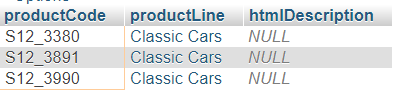 productCode productLine htmlDescription
S12_3380 Classic Cars NULL
S12_3891 Classic Cars NULL
S12_3990 Classic Cars NULL